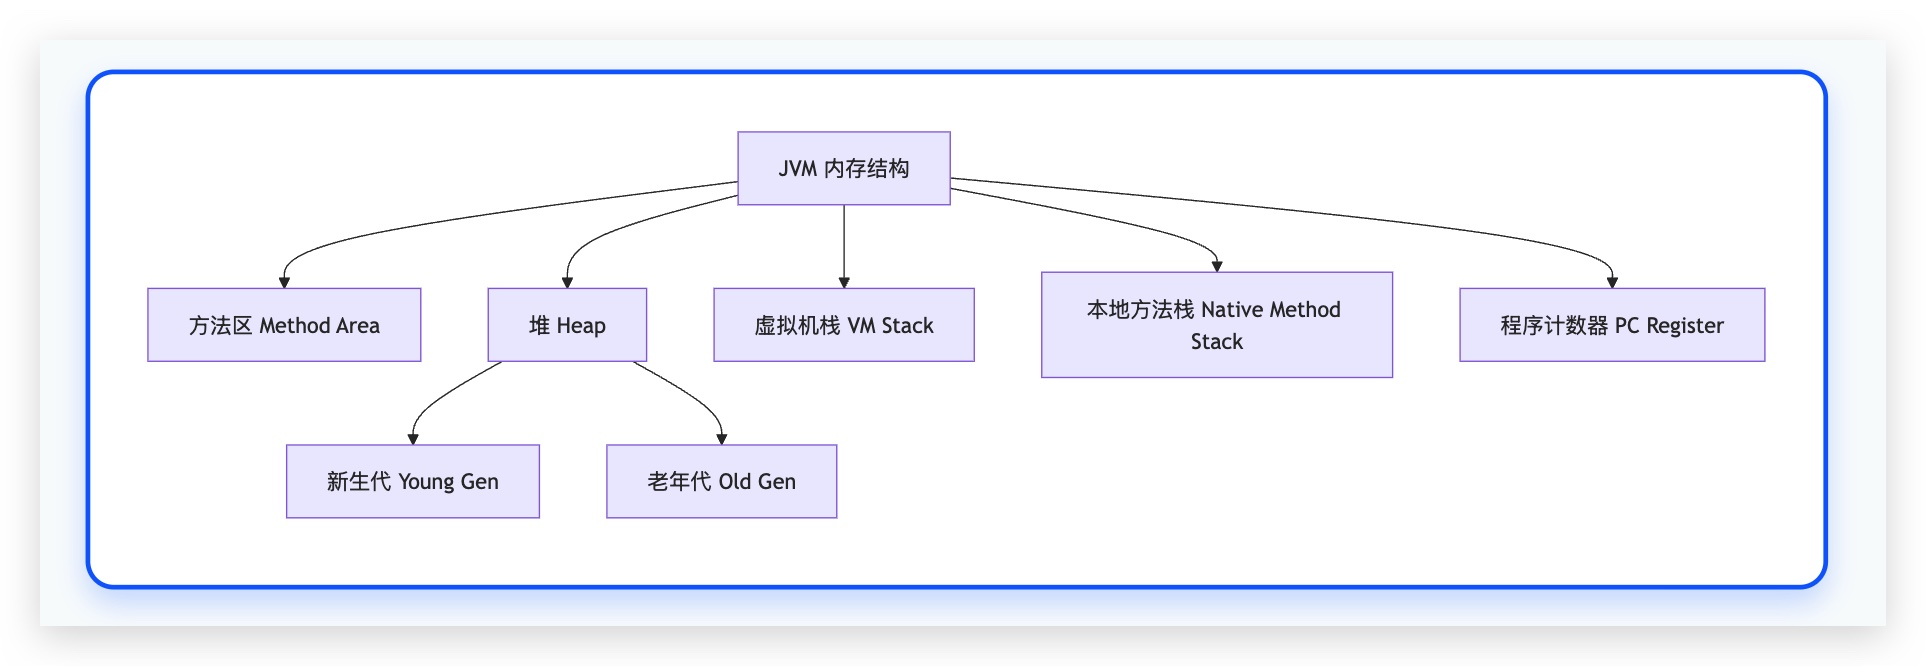 JVM 内存结构
方法区 Method Area
堆 Heap
虚拟机栈 VM Stack
本地方法栈 Native Method
Stack
程序计数器 PC Register
新生代 Young Gen
老年代 Old Gen